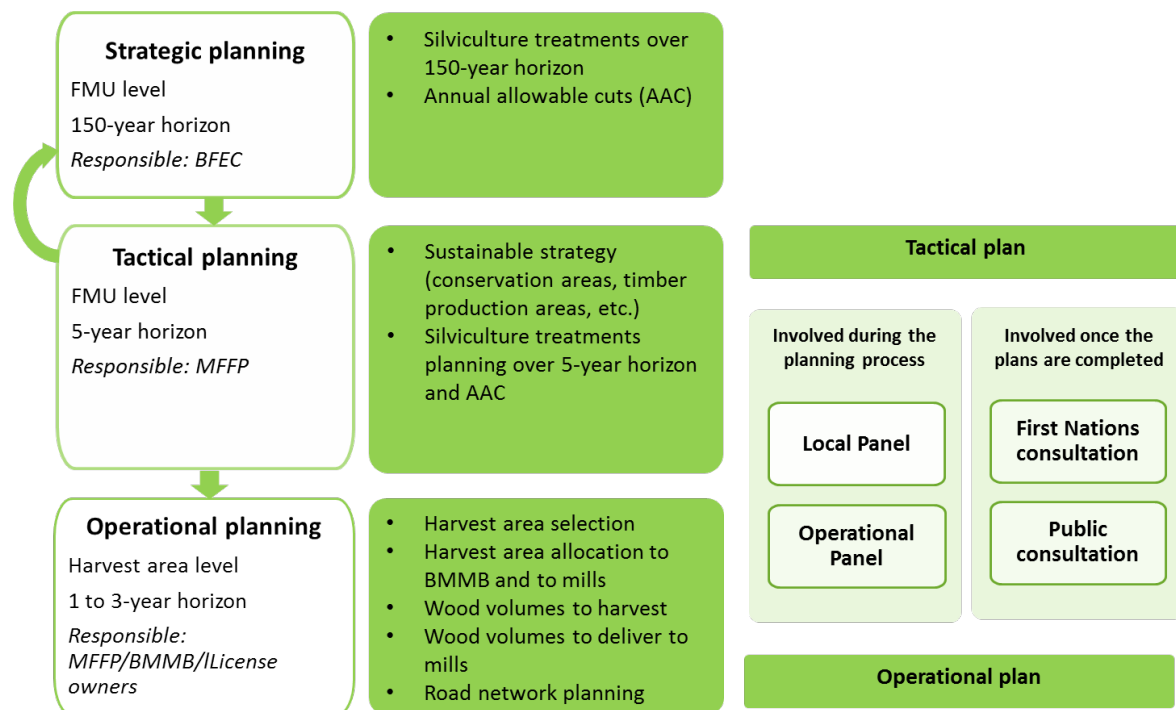 Strategic planning
FMU level
150-year horizon
Responsible: BFEC
• Silviculture treatments over
150-year horizon
• Annual allowable cuts (AAC)
Tactical planning
FMU level
5-year horizon
Responsible: MFFP
• Sustainable strategy
(conservation areas, timber
production areas, etc.)
• Silviculture treatments
planning over 5-year horizon
and AAC
Operational planning
Harvest area level
1 to 3-year horizon
Responsible:
MFFP/BMMB/lLicense
owners
• Harvest area selection
• Harvest area allocation to
BMMB and to mills
• Wood volumes to harvest
• Wood volumes to deliver to
mills
• Road network planning
Tactical plan
Involved during the
planning process
Local Panel
Operational
Panel
Involved once the
plans are completed
First Nations
consultation
Public
consultation
Operational plan